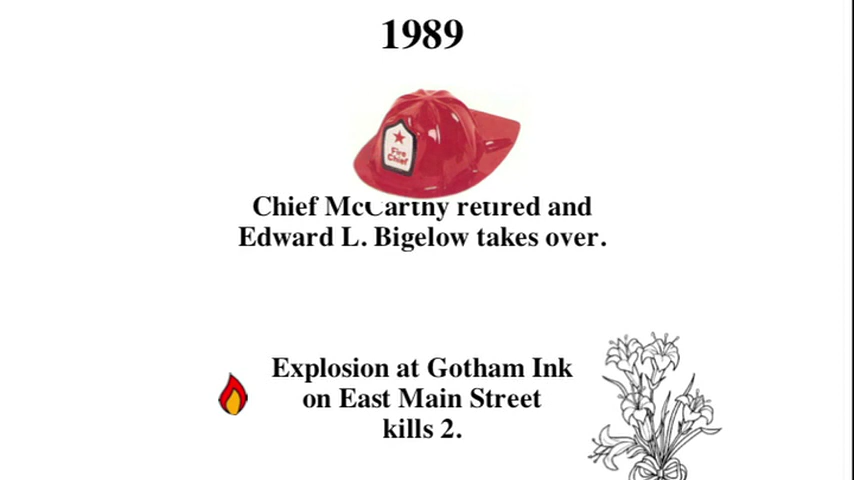 1989
Fire
Chief
Chief McCarthy retired and
Edward L. Bigelow takes over.
Explosion at Gotham Ink
on East Main Street
kills 2.